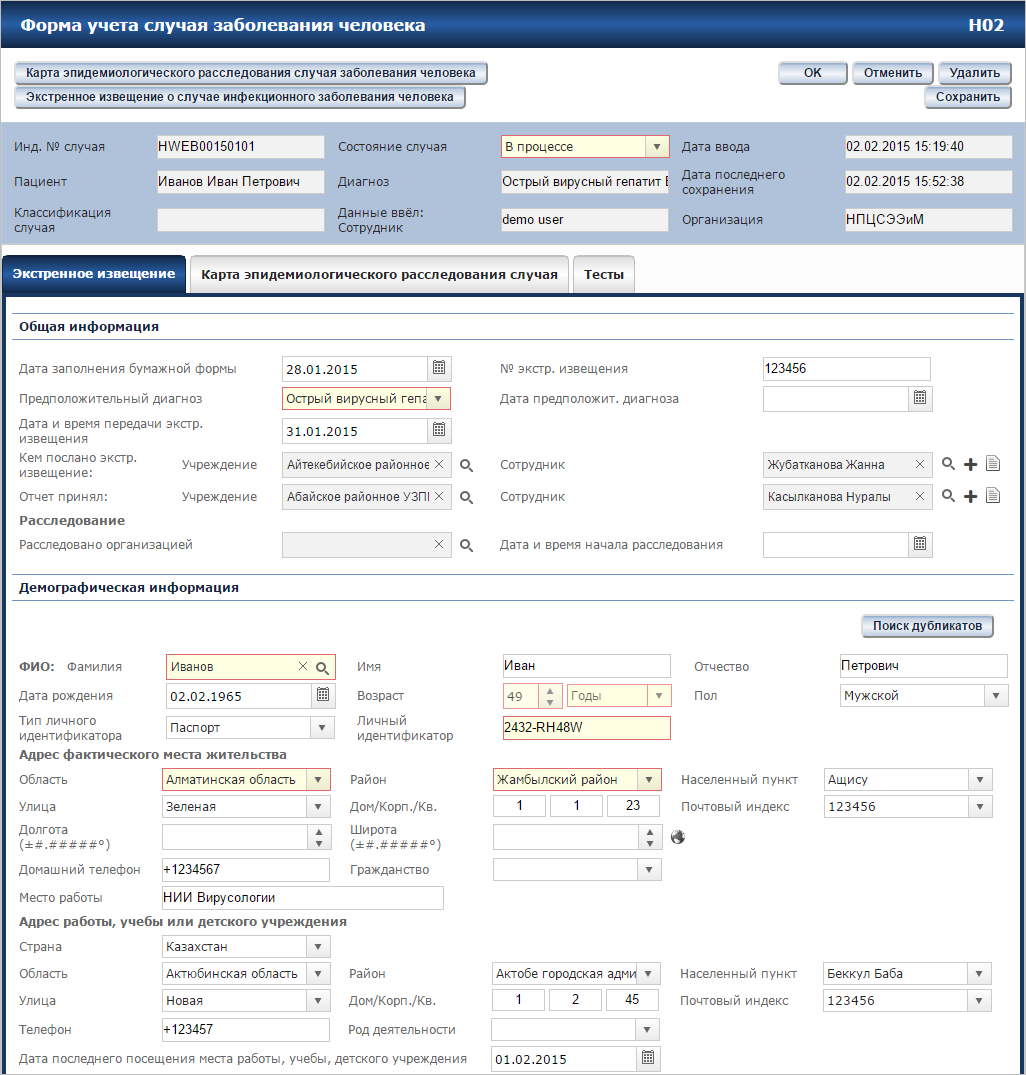 Форма учета случая заболевания человека H02
Карта эпидемиологического расследования случая заболевания человека OK Отменить Удалить
Экстренное извещение о случае инфекционного заболевания человека Сохранить
Инд. № случая HWEB00150101 Состояние случая В процессе Дата ввода 02.02.2015 15:19:40
Пациент Иванов Иван Петрович Диагноз Острый вирусный гепатит Дата последнего сохранения 02.02.2015 15:52:38
Классификация случая Данные ввёл: Сотрудник demo user Организация НПЦСЭЭиМ
Экстренное извещение Карта эпидемиологического расследования случая Тесты
Общая информация
Дата заполнения бумажной формы 28.01.2015 № экстр. извещения 123456
Предположительный диагноз Острый вирусный гепа Дата предположит. диагноза
Дата и время передачи экстр. извещения 31.01.2015
Кем послано экстр. извещение: Учреждение Айтекебийское районное Сотрудник Жубатканова Жанна
Отчет принял: Учреждение Абайское районное УЗПГ Сотрудник Касылканова Нуралы
Расследование
Расследовано организацией Дата и время начала расследования
Демографическая информация
Поиск дубликатов
ФИО: Фамилия Иванов Имя Иван Отчество Петрович
Дата рождения 02.02.1965 Возраст 49 Годы Пол Мужской
Тип личного идентификатора Паспорт Личный идентификатор 2432-RH48W
Адрес фактического места жительства
Область Алматинская область Район Жамбылский район Населенный пункт Ащису
Улица Зеленая Дом/Корп./Кв. 1 1 23 Почтовый индекс 123456
Долгота (±#.#####°) Широта (±#.#####°)
Домашний телефон +1234567 Гражданство
Место работы НИИ Вирусологии
Адрес работы, учебы или детского учреждения
Страна Казахстан
Область Актюбинская область Район Актобе городская адми Населенный пункт Беккул Баба
Улица Новая Дом/Корп./Кв. 1 2 45 Почтовый индекс 123456
Телефон +123457 Род деятельности
Дата последнего посещения места работы, учебы, детского учреждения 01.02.2015